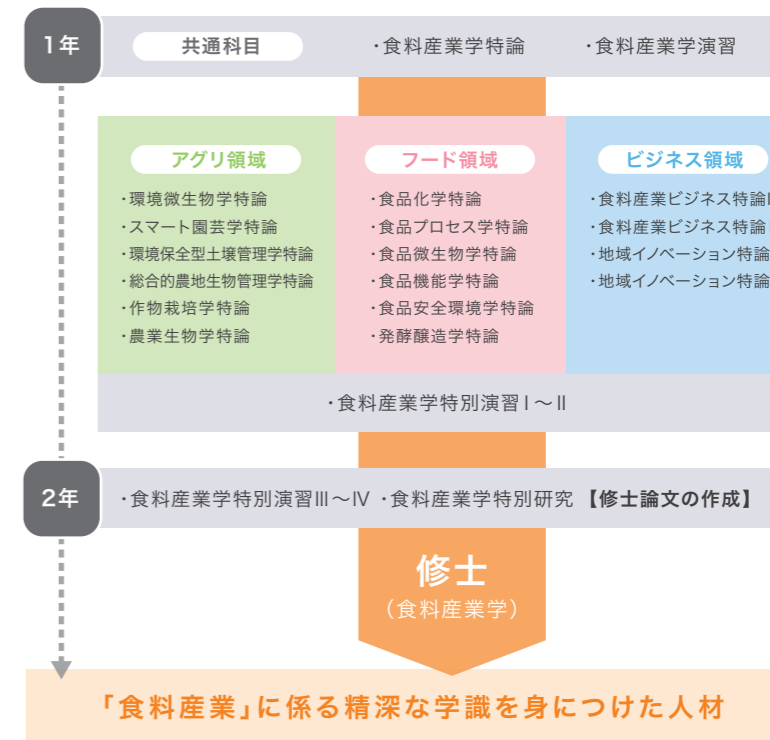 1年
共通科目
・食料産業学特論
・食料産業学演習
アグリ領域
・環境微生物学特論
・スマート園芸学特論
・環境保全型土壌管理学特論
・総合的農地生物管理学特論
・作物栽培学特論
・農業生物学特論
フード領域
・食品化学特論
・食品プロセス学特論
・食品微生物学特論
・食品機能学特論
・食品安全環境学特論
・発酵醸造学特論
ビジネス領域
・食料産業ビジネス特論
・食料産業ビジネス特論
・地域イノベーション特論
・地域イノベーション特論
・食料産業学特別演習Ⅰ～Ⅱ
2年
・食料産業学特別演習Ⅲ～Ⅳ ・食料産業学特別研究 【修士論文の作成】
修士
（食料産業学）
「食料産業」に係る精深な学識を身につけた人材